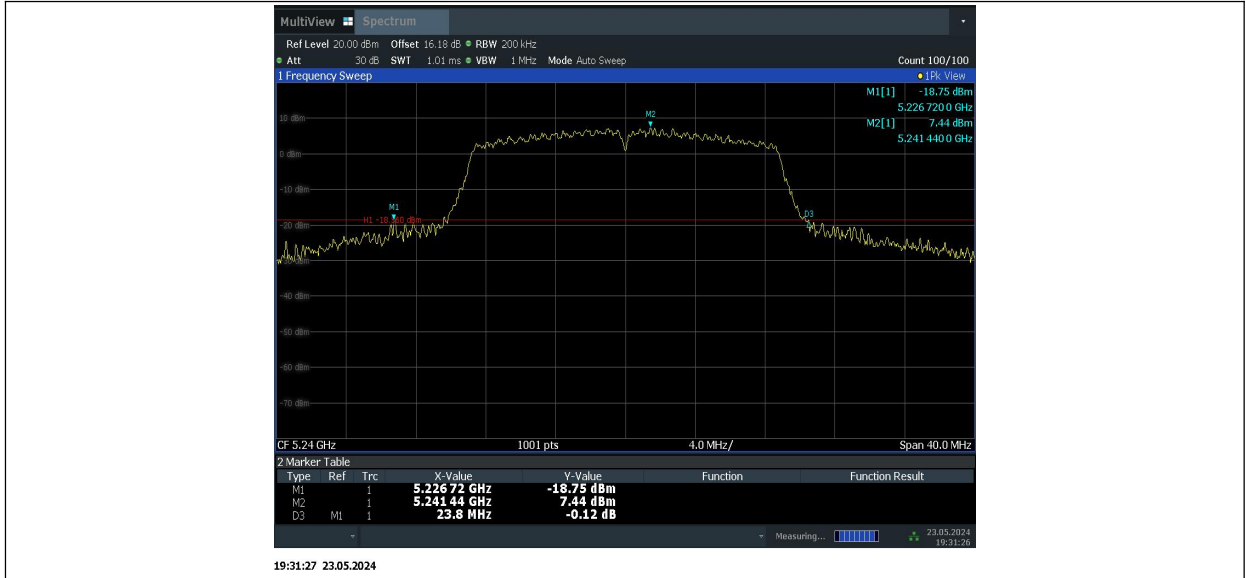 MultiView Spectrum
Ref Level 20.00 dBm Offset 16.18 dB RBW 200 kHz
Att 30 dB SWT 1.01 ms VBW 1 MHz Mode Auto Sweep Count 100/100
1 Frequency Sweep 1Pk View
M1[1] -18.75 dBm
5.226 720 0 GHz
M2[1] 7.44 dBm
5.241 440 0 GHz
10 dBm
M2
0 dBm
-10 dBm
M1
D3
H1 -18.560 dBm
-20 dBm
-30 dBm
-40 dBm
-50 dBm
-60 dBm
-70 dBm
CF 5.24 GHz 1001 pts 4.0 MHz/ Span 40.0 MHz
2 Marker Table
Type Ref Trc X-Value Y-Value Function Function Result
M1 1 5.226 72 GHz -18.75 dBm
M2 1 5.241 44 GHz 7.44 dBm
D3 M1 1 23.8 MHz -0.12 dB
Measuring... 23.05.2024
19:31:26
19:31:27 23.05.2024